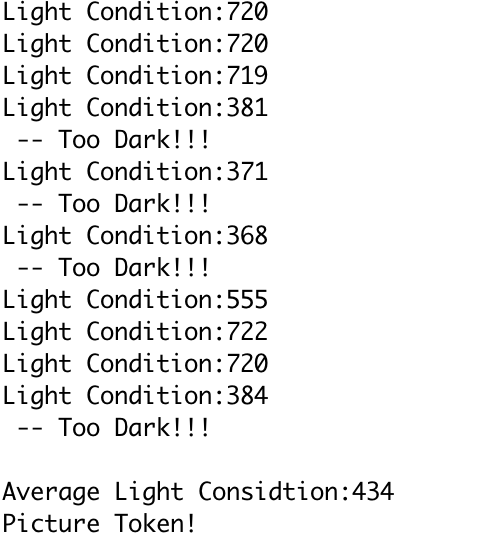 Light Condition:720
Light Condition:720
Light Condition:719
Light Condition:381
 -- Too Dark!!!
Light Condition:371
 -- Too Dark!!!
Light Condition:368
 -- Too Dark!!!
Light Condition:555
Light Condition:722
Light Condition:720
Light Condition:384
 -- Too Dark!!!

Average Light Considtion:434
Picture Token!